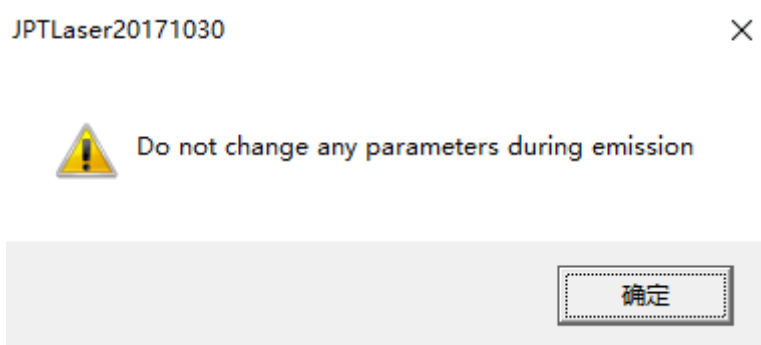 JPTLaser20171030
Do not change any parameters during emission
确定